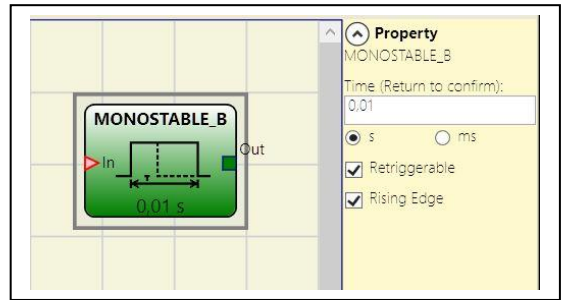 MONOSTABLE_B
In
Out
T
0,01 s
Property
MONOSTABLE_B
Time (Return to confirm):
0,01
s
ms
Retriggerable
Rising Edge